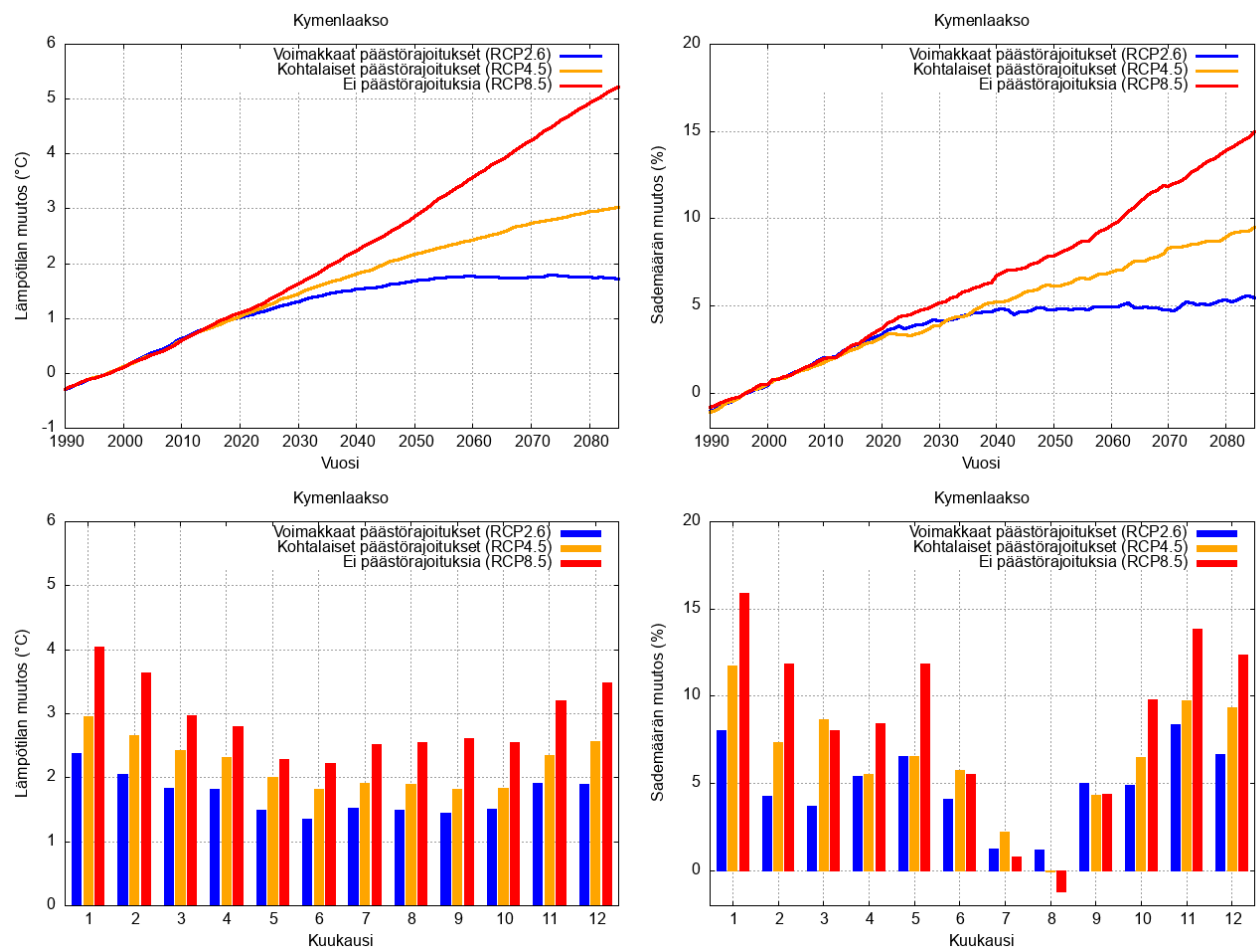 Kymenlaakso
Voimakkaat päästörajoitukset (RCP2.6)
Kohtalaiset päästörajoitukset (RCP4.5)
Ei päästörajoituksia (RCP8.5)
Lämpötilan muutos (°C)
6
5
4
3
2
1
0
-1
1990 2000 2010 2020 2030 2040 2050 2060 2070 2080
Vuosi
Kymenlaakso
Voimakkaat päästörajoitukset (RCP2.6)
Kohtalaiset päästörajoitukset (RCP4.5)
Ei päästörajoituksia (RCP8.5)
Sademäärän muutos (%)
20
15
10
5
0
1990 2000 2010 2020 2030 2040 2050 2060 2070 2080
Vuosi
Kymenlaakso
Voimakkaat päästörajoitukset (RCP2.6)
Kohtalaiset päästörajoitukset (RCP4.5)
Ei päästörajoituksia (RCP8.5)
Lämpötilan muutos (°C)
6
5
4
3
2
1
0
1 2 3 4 5 6 7 8 9 10 11 12
Kuukausi
Kymenlaakso
Voimakkaat päästörajoitukset (RCP2.6)
Kohtalaiset päästörajoitukset (RCP4.5)
Ei päästörajoituksia (RCP8.5)
Sademäärän muutos (%)
20
15
10
5
0
1 2 3 4 5 6 7 8 9 10 11 12
Kuukausi